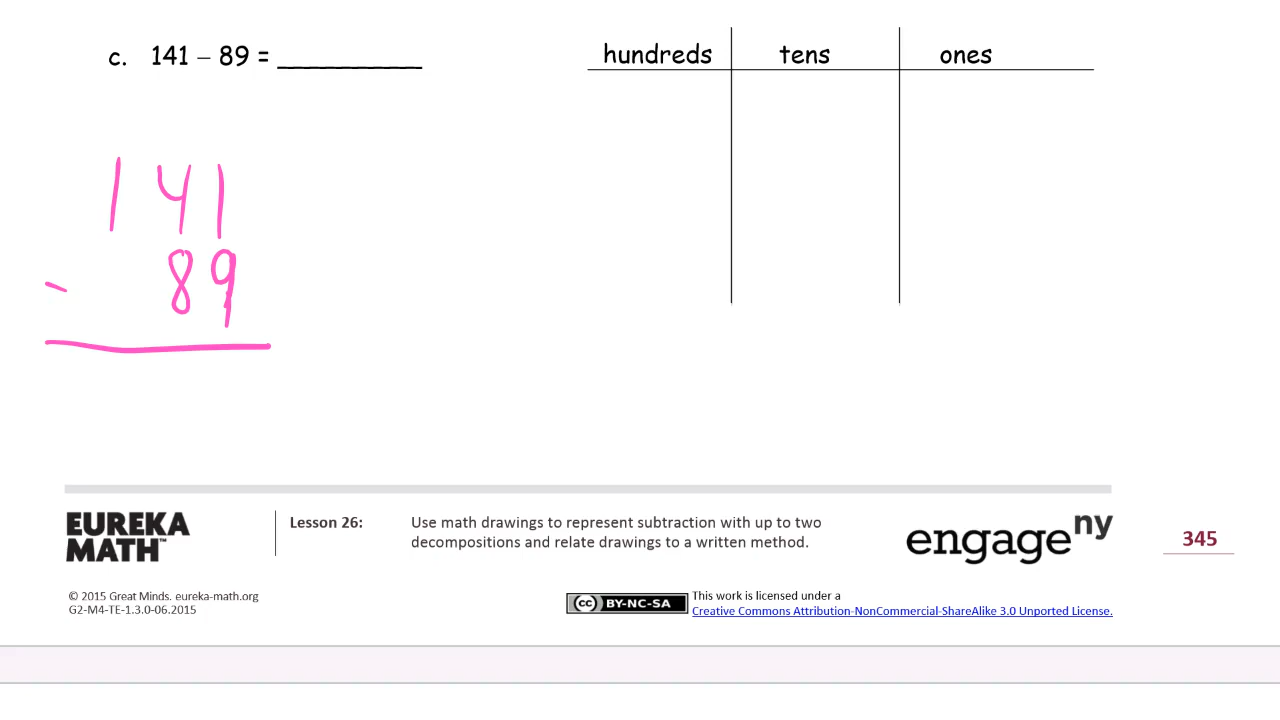 c. 141 – 89 = __________
hundreds tens ones
141
- 89
EUREKA MATH™
Lesson 26:
Use math drawings to represent subtraction with up to two
decompositions and relate drawings to a written method.
engage ny
345
© 2015 Great Minds. eureka-math.org
G2-M4-TE-1.3.0-06.2015
cc BY-NC-SA
This work is licensed under a
Creative Commons Attribution-NonCommercial-ShareAlike 3.0 Unported License.